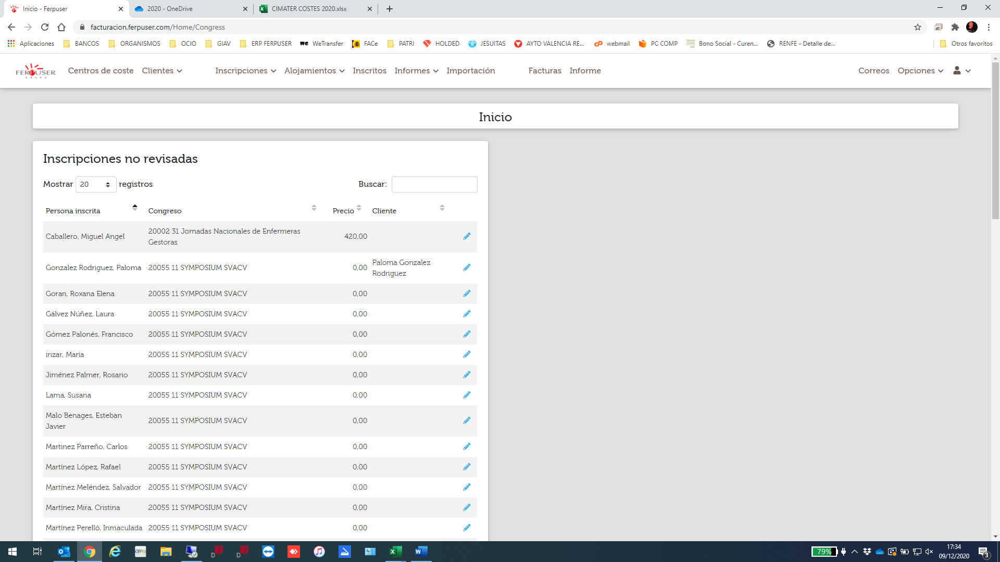 Inicio - Ferpuser
2020 - OneDrive
CIMATER COSTES 2020.xlsx
facturacion.ferpuser.com/Home/Congress
Aplicaciones BANCOS ORGANISMOS OCIO GIAV ERP FERPUSER WeTransfer FACe PATRI HOLDED JESUITAS AYTO VALENCIA RE... webmail PC COMP Bono Social - Curen... RENFE - Detalle de... Otros favoritos
FERPUSER
GRUPO
Centros de coste Clientes Inscripciones Alojamientos Inscritos Informes Importación Facturas Informe Correos Opciones
Inicio
Inscripciones no revisadas
Mostrar 20 registros Buscar:
Persona inscrita Congreso Precio Cliente
Caballero, Miguel Angel 20002 31 Jornadas Nacionales de Enfermeras Gestoras 420,00
Gonzalez Rodriguez, Paloma 20055 11 SYMPOSIUM SVACV 0,00 Paloma Gonzalez Rodriguez
Goran, Roxana Elena 20055 11 SYMPOSIUM SVACV 0,00
Gálvez Núñez, Laura 20055 11 SYMPOSIUM SVACV 0,00
Gómez Palonés, Francisco 20055 11 SYMPOSIUM SVACV 0,00
irizar, María 20055 11 SYMPOSIUM SVACV 0,00
Jiménez Palmer, Rosario 20055 11 SYMPOSIUM SVACV 0,00
Lama, Susana 20055 11 SYMPOSIUM SVACV 0,00
Malo Benages, Esteban Javier 20055 11 SYMPOSIUM SVACV 0,00
Martinez Parreño, Carlos 20055 11 SYMPOSIUM SVACV 0,00
Martínez López, Rafael 20055 11 SYMPOSIUM SVACV 0,00
Martínez Meléndez, Salvador 20055 11 SYMPOSIUM SVACV 0,00
Martínez Mira, Cristina 20055 11 SYMPOSIUM SVACV 0,00
Martínez Perelló, Inmaculada 20055 11 SYMPOSIUM SVACV 0,00
79%
17:34
09/12/2020
3